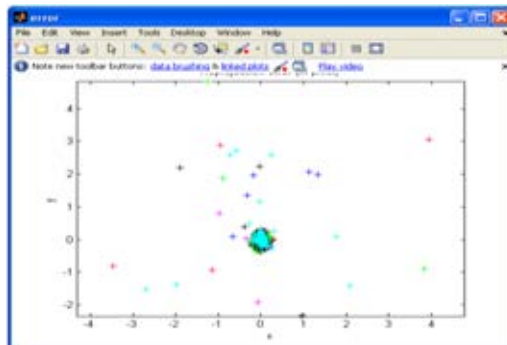 error
File Edit View Insert Tools Desktop Window Help
Note new toolbar buttons: data brushing & linked plots Play video
4
3
2
1
0
-1
-2
-4 -3 -2 -1 0 1 2 3 4
x